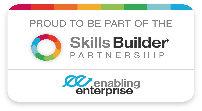 PROUD TO BE PART OF THE
Skills Builder
PARTNERSHIP
enabling
enterprise